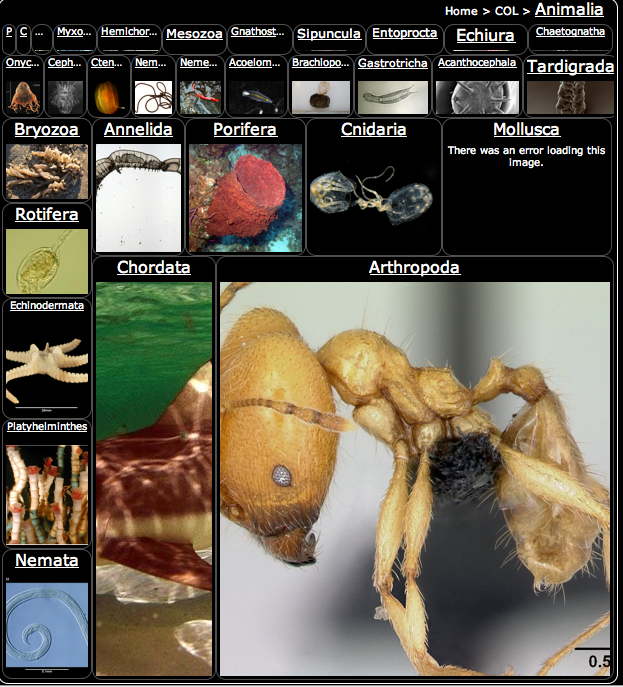 Home > COL > Animalia
P
C
...
Myxo...
Hemichor...
Mesozoa
Gnathost...
Sipuncula
Entoprocta
Echiura
Chaetognatha
Onyc...
Ceph...
Cten...
Nem...
Neme...
Acoelom...
Brachiopo...
Gastrotricha
Acanthocephala
Tardigrada
Bryozoa
Annelida
Porifera
Cnidaria
Mollusca
There was an error loading this
image.
Rotifera
Chordata
Arthropoda
Echinodermata
Platyhelminthes
Nemata
0.5